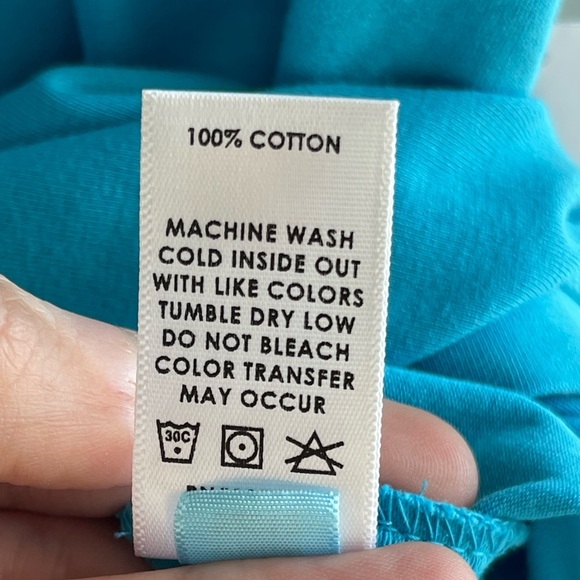 100% COTTON
MACHINE WASH
COLD INSIDE OUT
WITH LIKE COLORS
TUMBLE DRY LOW
DO NOT BLEACH
COLOR TRANSFER
MAY OCCUR
30C